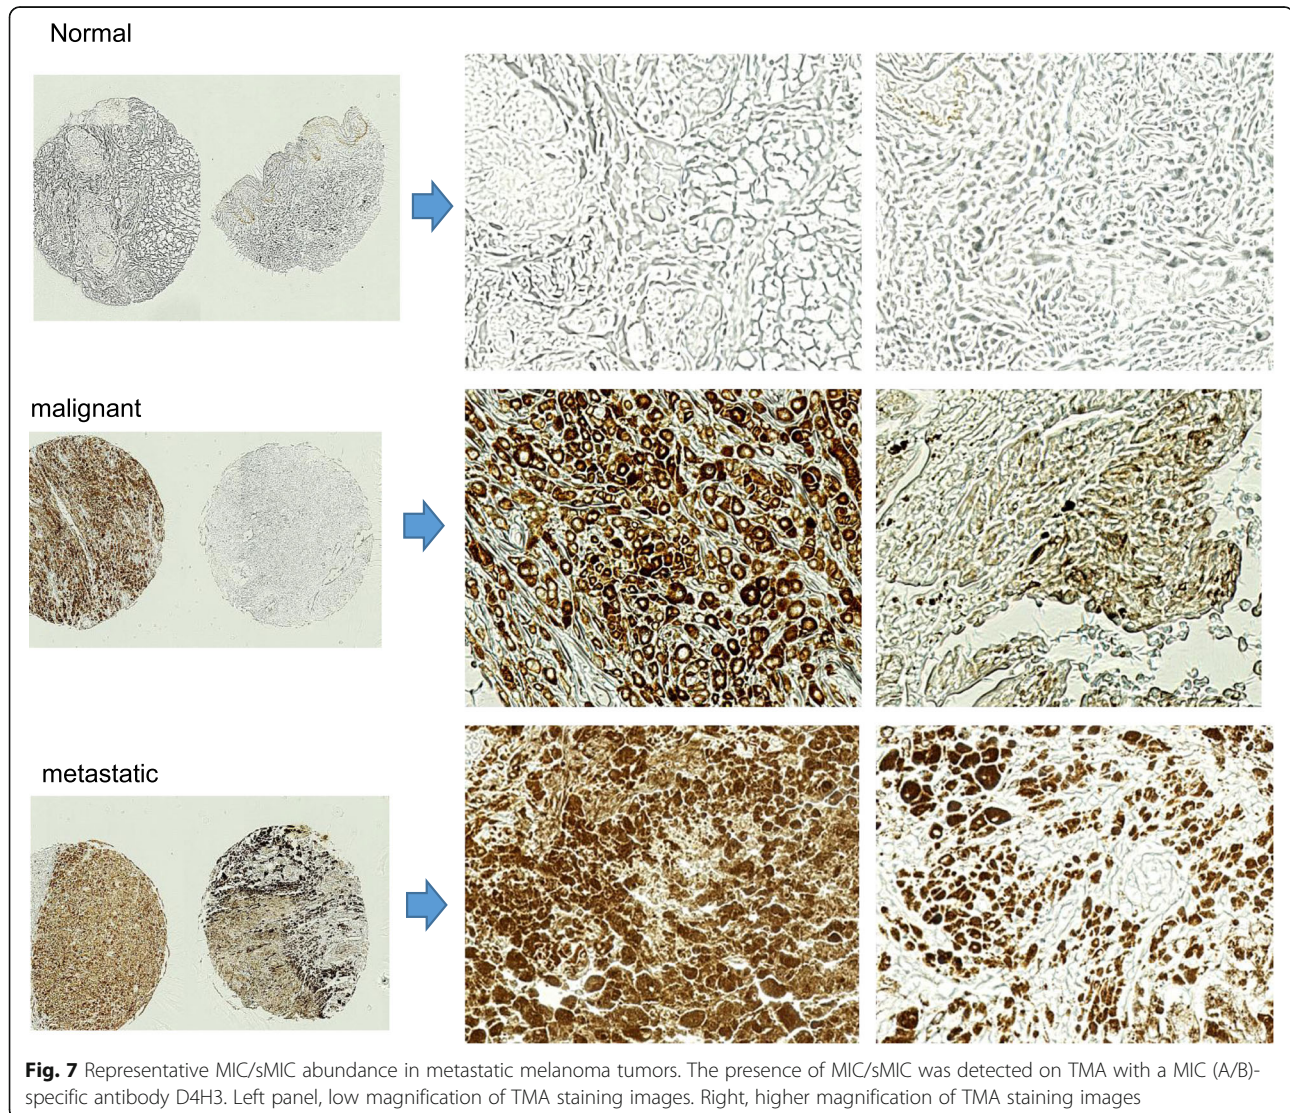 Normal
malignant
metastatic
Fig. 7 Representative MIC/sMIC abundance in metastatic melanoma tumors. The presence of MIC/sMIC was detected on TMA with a MIC (A/B)-
specific antibody D4H3. Left panel, low magnification of TMA staining images. Right, higher magnification of TMA staining images